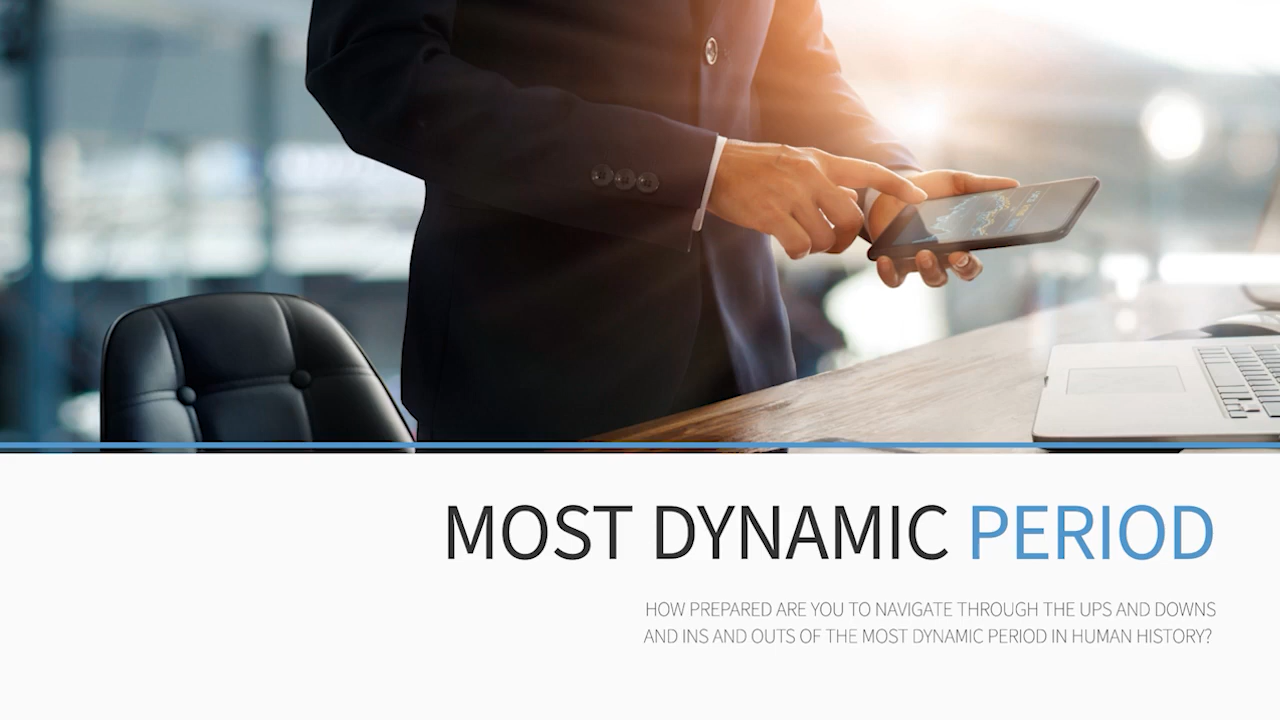 MOST DYNAMIC PERIOD
HOW PREPARED ARE YOU TO NAVIGATE THROUGH THE UPS AND DOWNS
AND INS AND OUTS OF THE MOST DYNAMIC PERIOD IN HUMAN HISTORY?